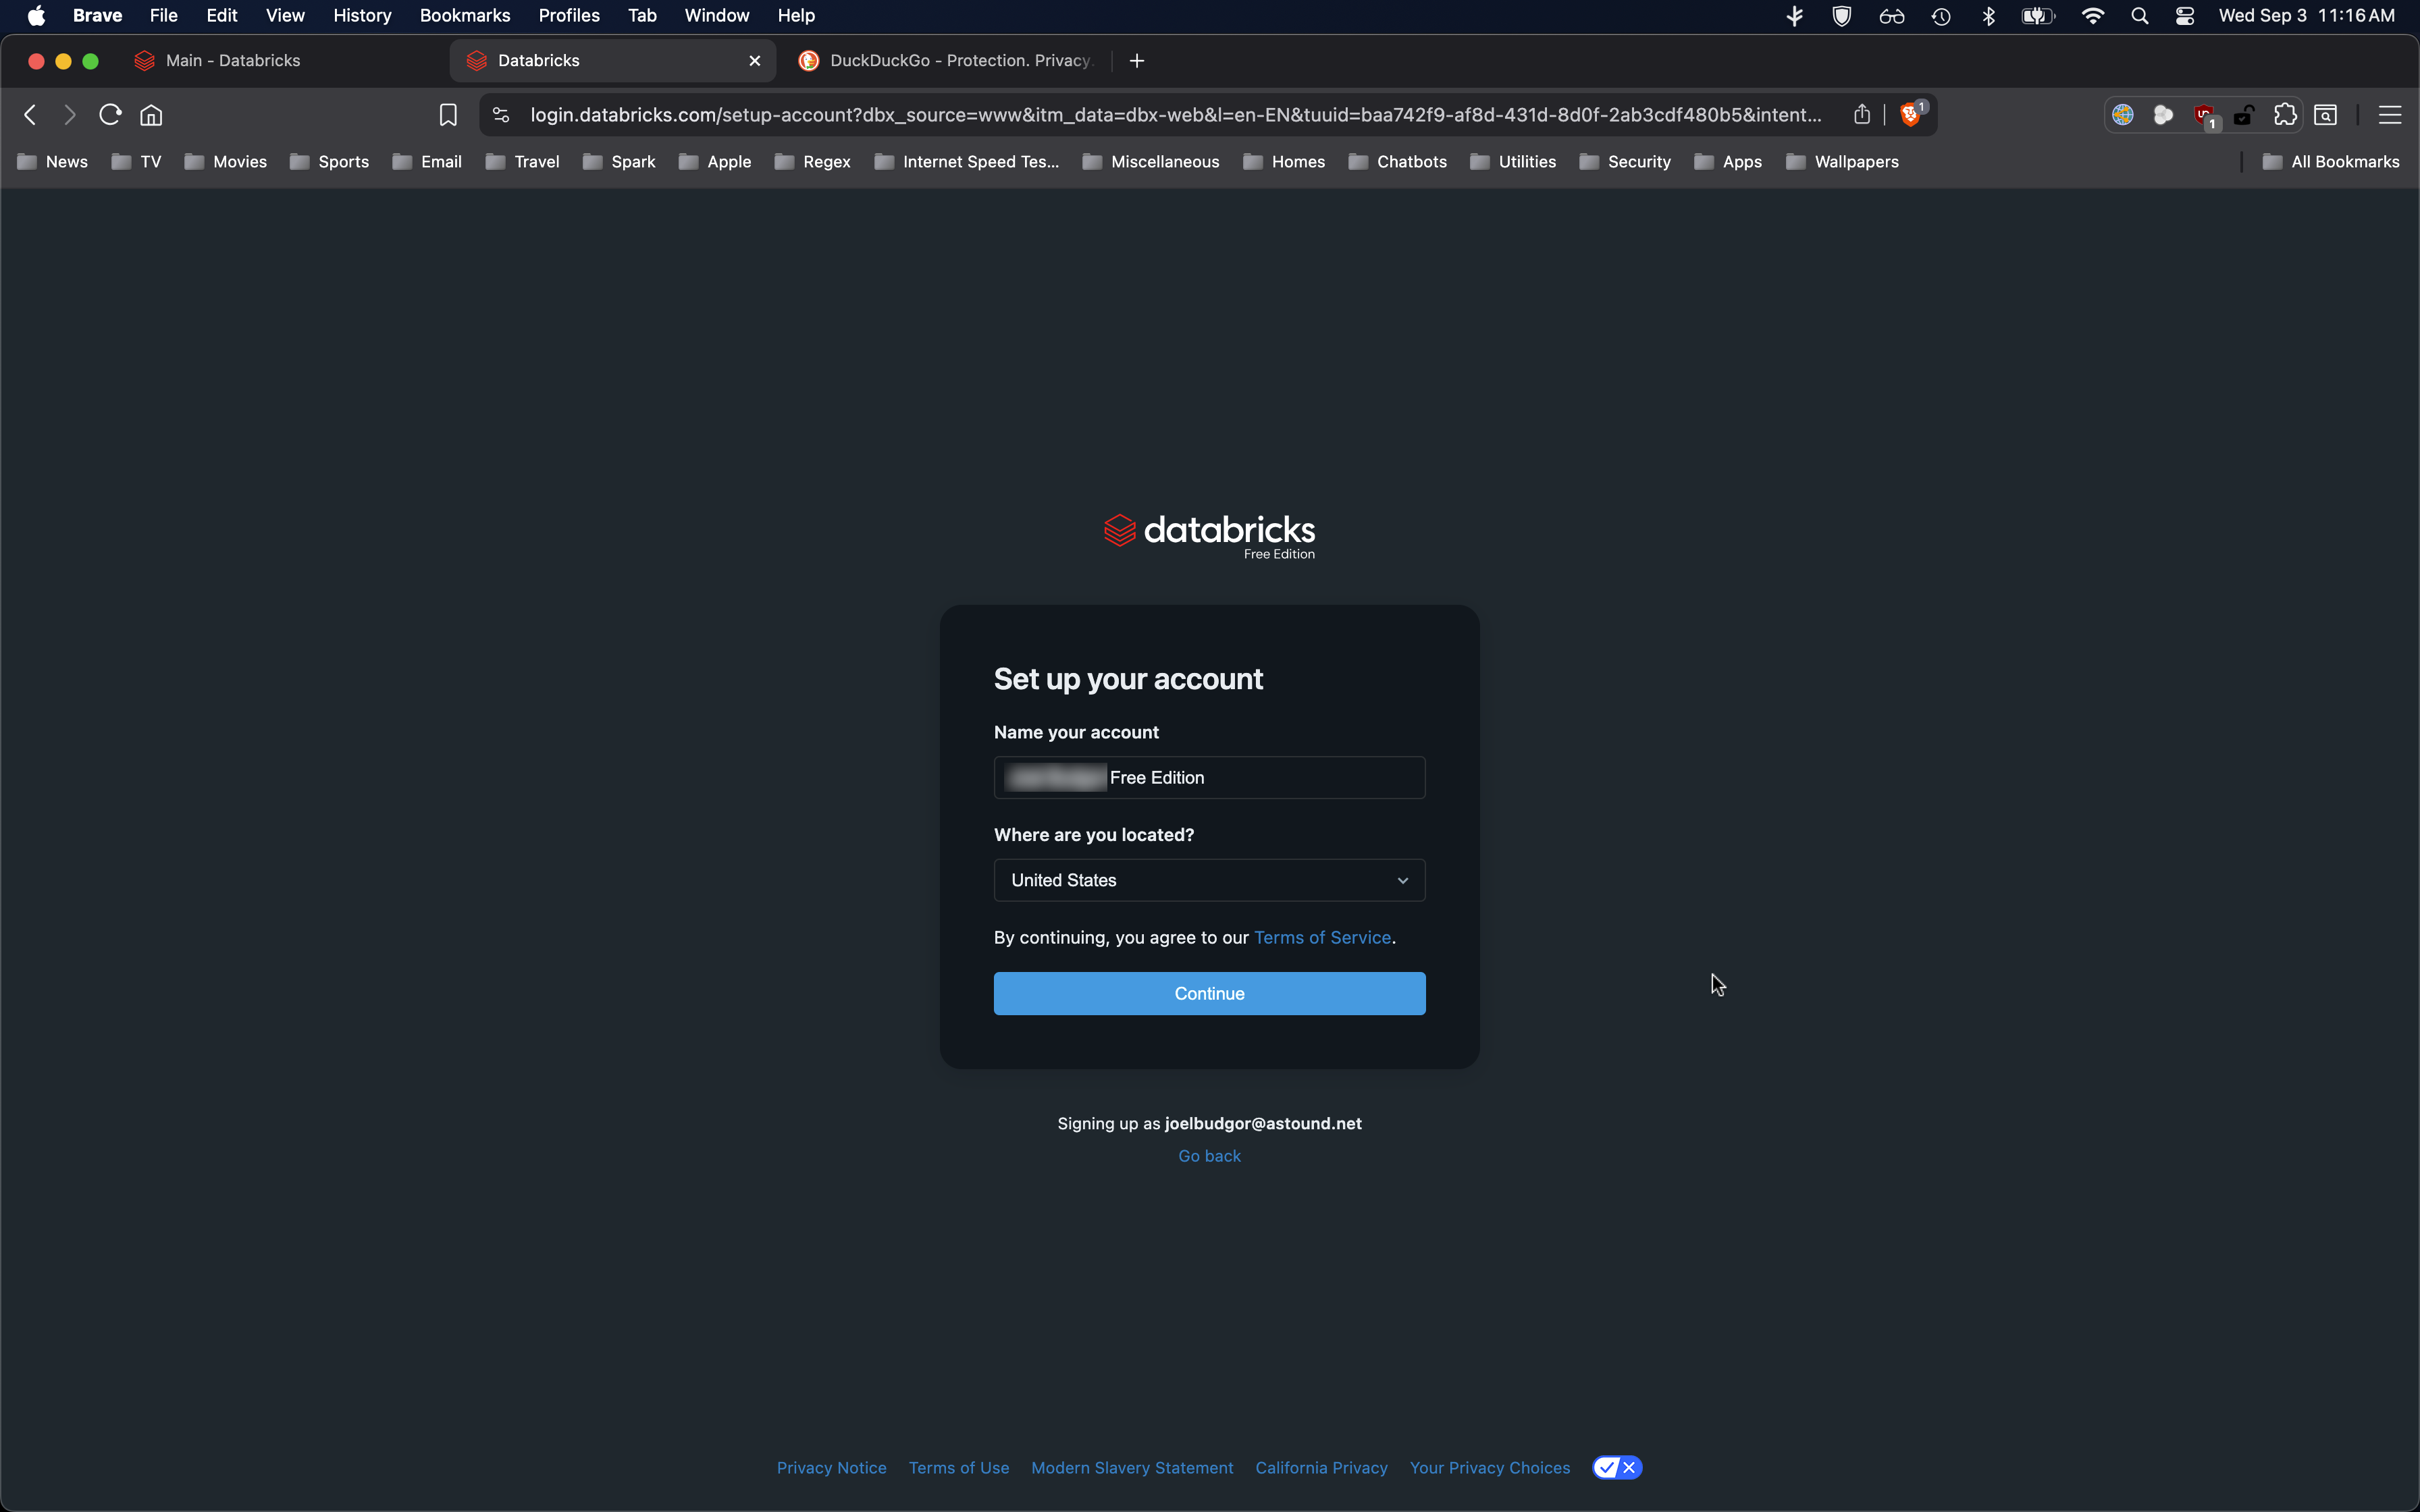 Brave File Edit View History Bookmarks Profiles Tab Window Help Wed Sep 3 11:16 AM
Main - Databricks Databricks DuckDuckGo - Protection. Privacy.
login.databricks.com/setup-account?dbx_source=www&itm_data=dbx-web&l=en-EN&tuuid=baa742f9-af8d-431d-8d0f-2ab3cdf480b5&intent... 1 1
News TV Movies Sports Email Travel Spark Apple Regex Internet Speed Tes... Miscellaneous Homes Chatbots Utilities Security Apps Wallpapers All Bookmarks
databricks
Free Edition
Set up your account
Name your account
Free Edition
Where are you located?
United States
By continuing, you agree to our Terms of Service.
Continue
Signing up as joelbudgor@astound.net
Go back
Privacy Notice Terms of Use Modern Slavery Statement California Privacy Your Privacy Choices